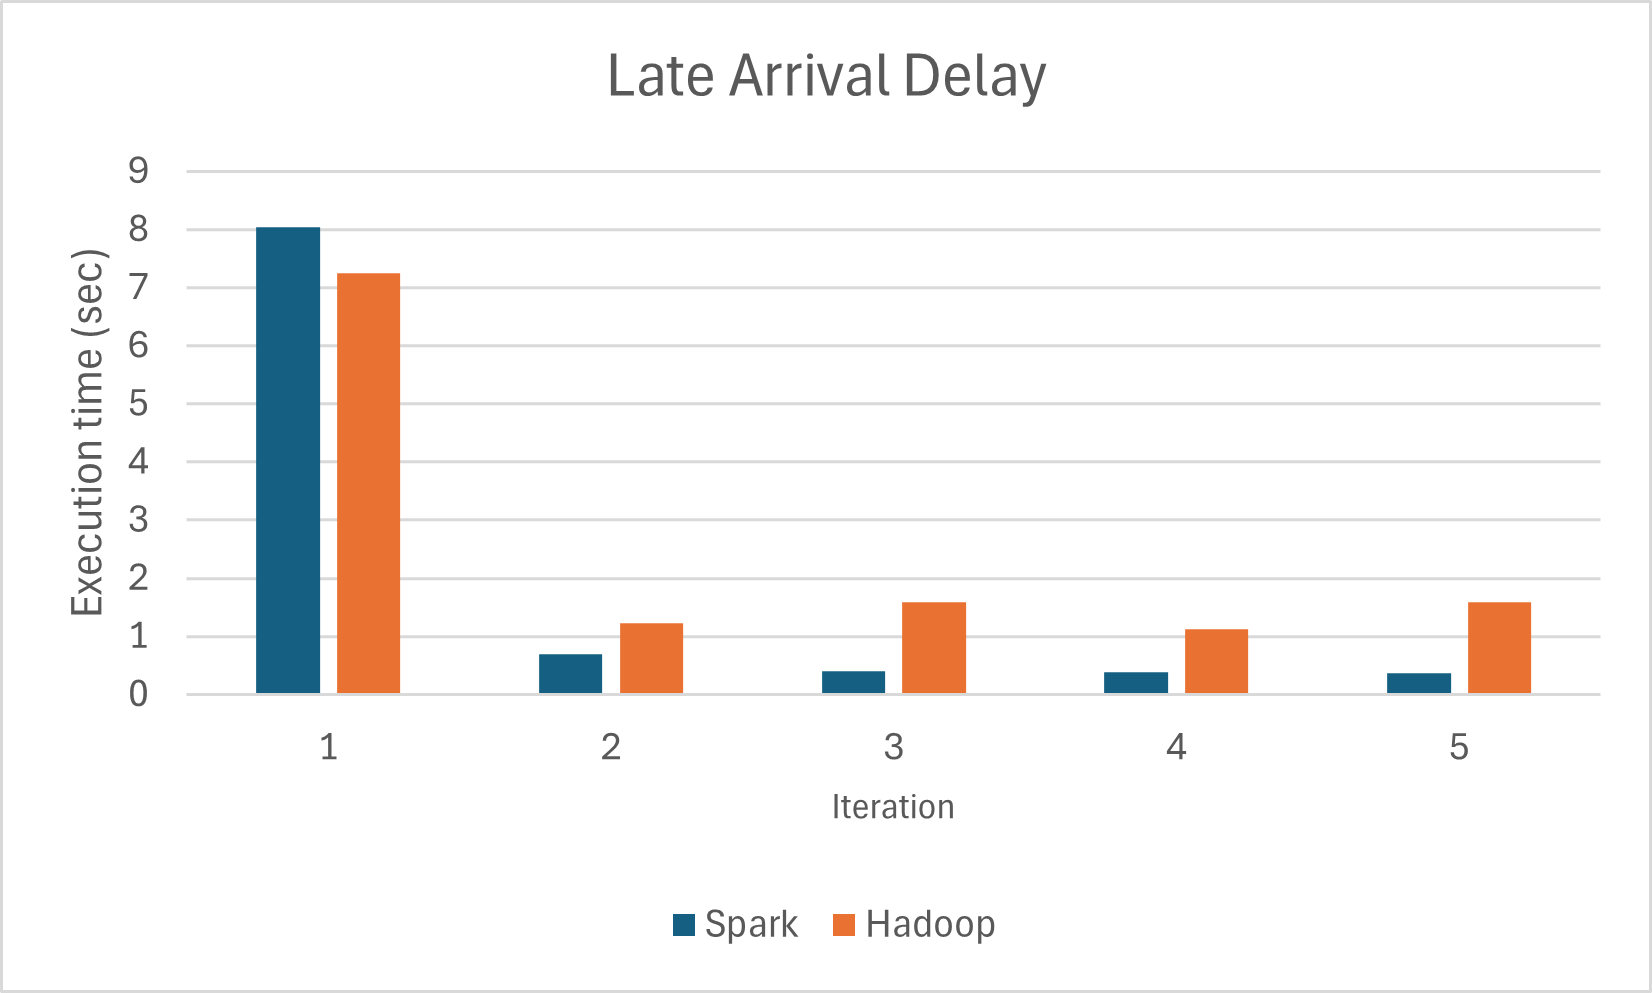 Late Arrival Delay
Execution time (sec)
9
8
7
6
5
4
3
2
1
0
1 2 3 4 5
Iteration
Spark Hadoop